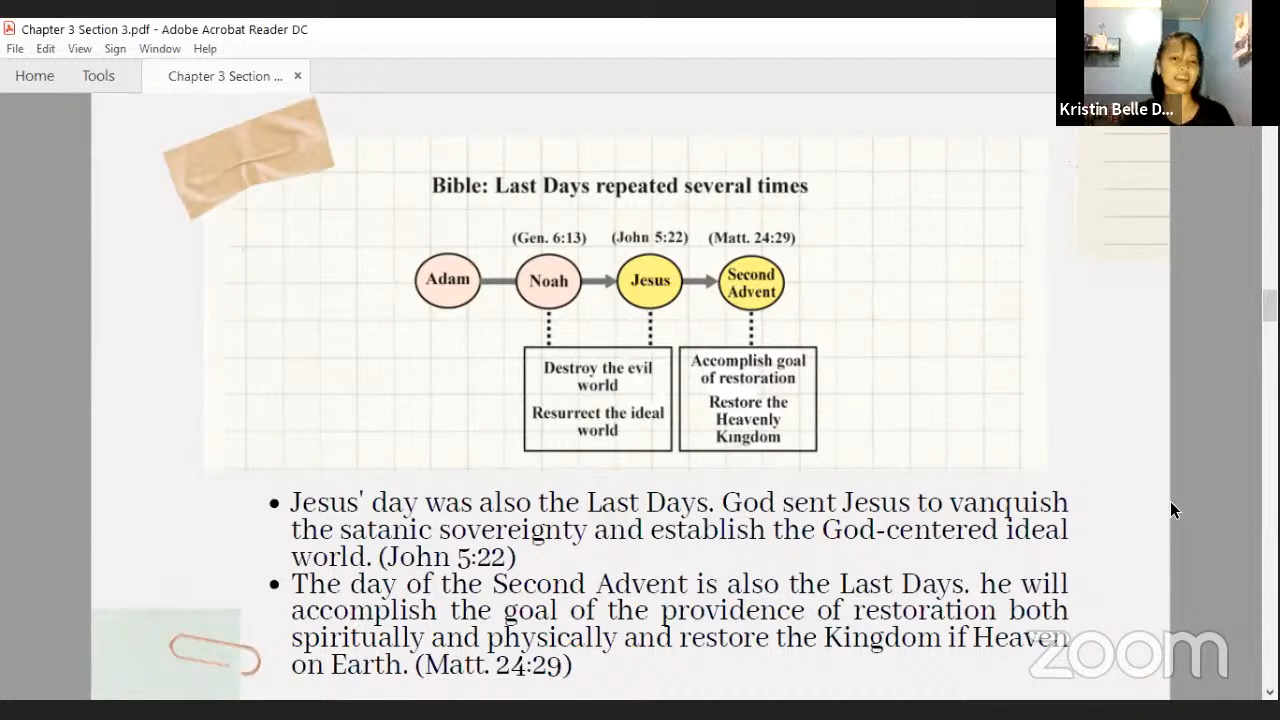 Chapter 3 Section 3.pdf - Adobe Acrobat Reader DC
File Edit View Sign Window Help
Home Tools Chapter 3 Section ... ×
Kristin Belle D...
Bible: Last Days repeated several times
(Gen. 6:13) (John 5:22) (Matt. 24:29)
Adam Noah Jesus Second
Advent
Destroy the evil
world
Resurrect the ideal
world
Accomplish goal
of restoration
Restore the
Heavenly
Kingdom
• Jesus' day was also the Last Days. God sent Jesus to vanquish
the satanic sovereignty and establish the God-centered ideal
world. (John 5:22)
• The day of the Second Advent is also the Last Days. he will
accomplish the goal of the providence of restoration both
spiritually and physically and restore the Kingdom if Heaven
on Earth. (Matt. 24:29)
zoom